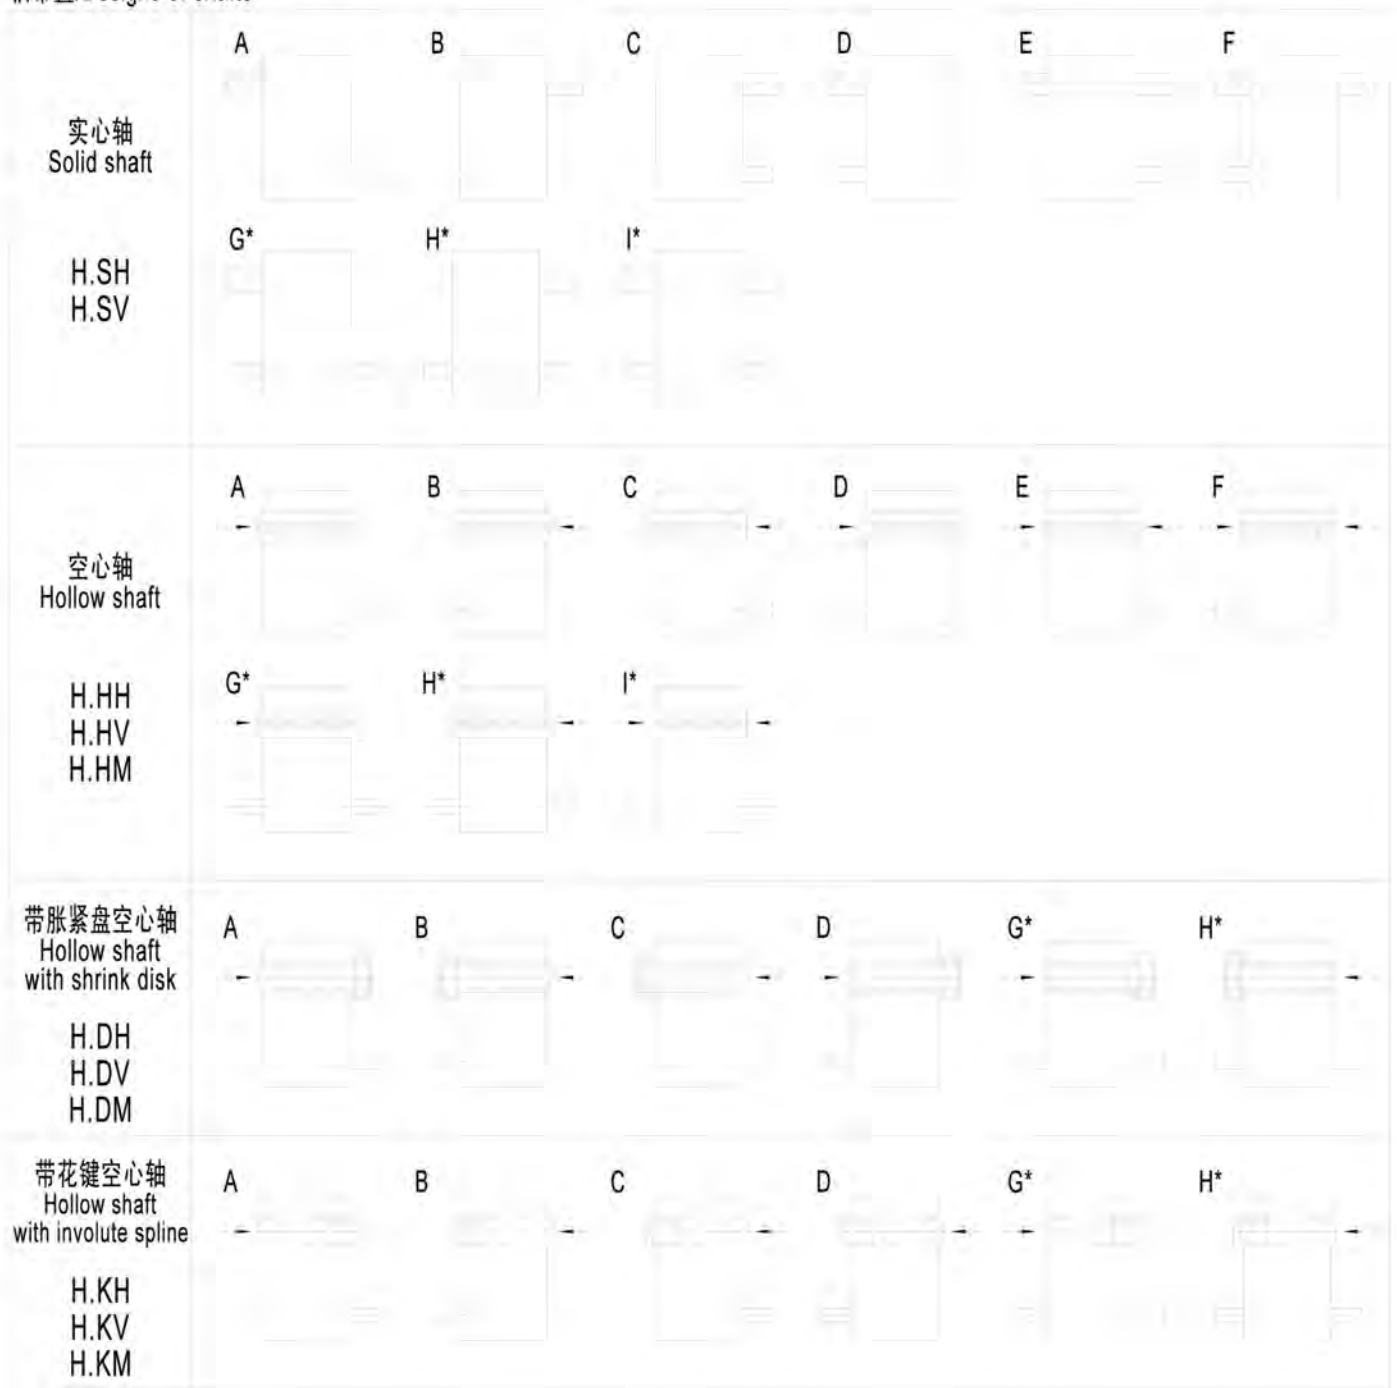 A B C D E F
实心轴
Solid shaft
G* H* I*
H.SH
H.SV
A B C D E F
空心轴
Hollow shaft
G* H* I*
H.HH
H.HV
H.HM
带胀紧盘空心轴
Hollow shaft
with shrink disk
A B C D G* H*
H.DH
H.DV
H.DM
带花键空心轴
Hollow shaft
with involute spline
A B C D G* H*
H.KH
H.KV
H.KM